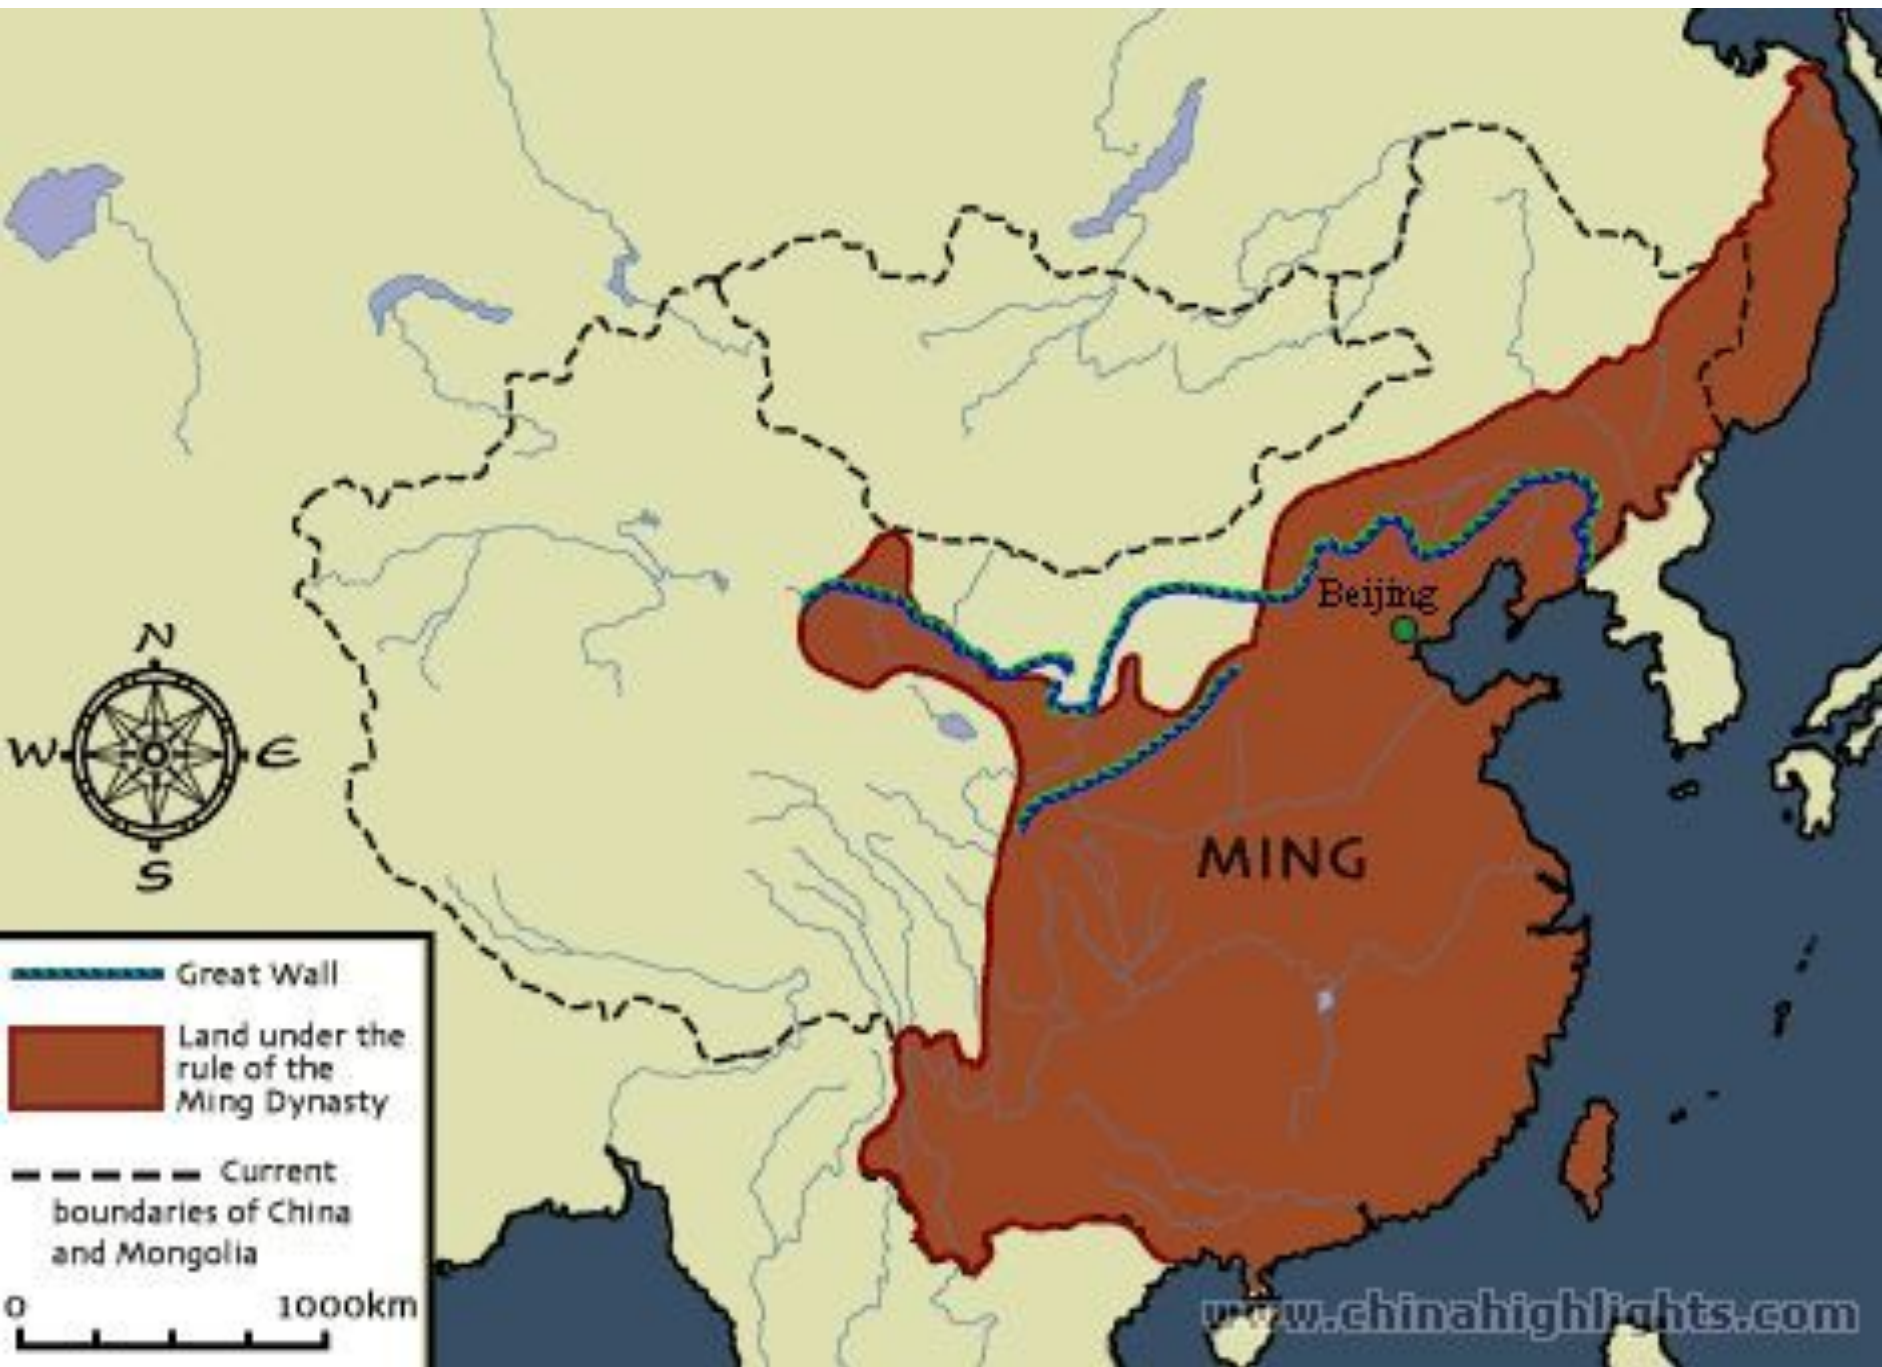 Beijing
N
W E
S
MING
Great Wall
Land under the
rule of the
Ming Dynasty
Current
boundaries of China
and Mongolia
0 1000km
www.chinahighlights.com